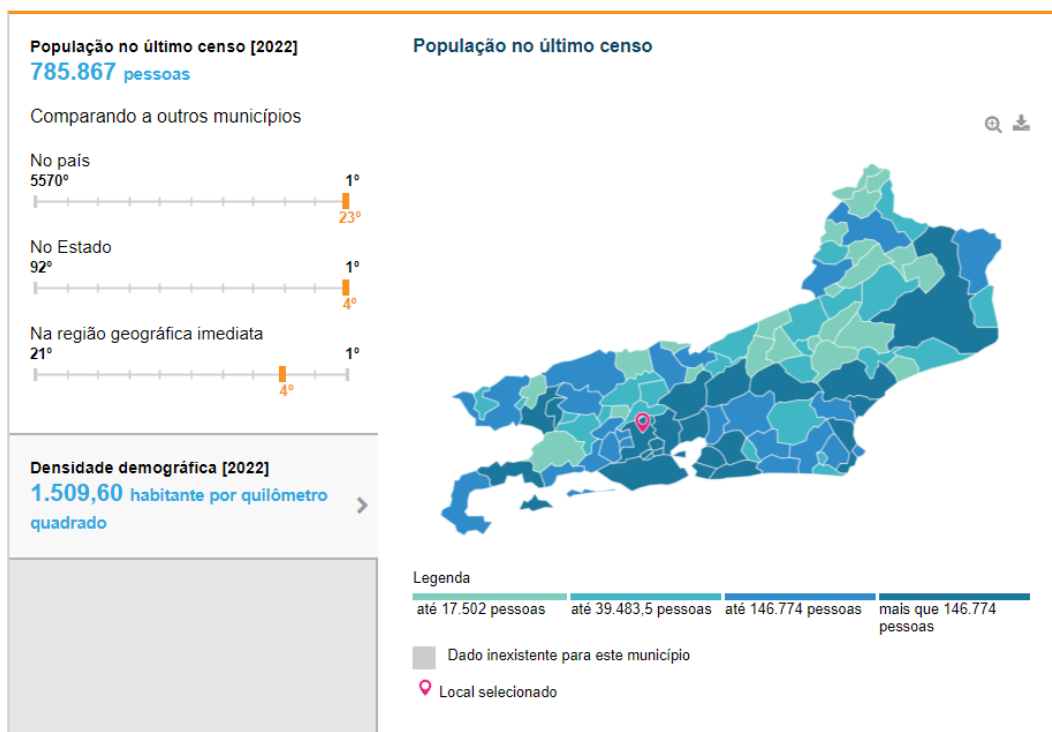 População no último censo [2022]
785.867 pessoas
Comparando a outros municípios
No país
5570º 1º
23º
No Estado
92º 1º
4º
Na região geográfica imediata
21º 1º
4º
Densidade demográfica [2022]
1.509,60 habitante por quilômetro
quadrado
População no último censo
Legenda
até 17.502 pessoas até 39.483,5 pessoas até 146.774 pessoas mais que 146.774
pessoas
Dado inexistente para este município
Local selecionado